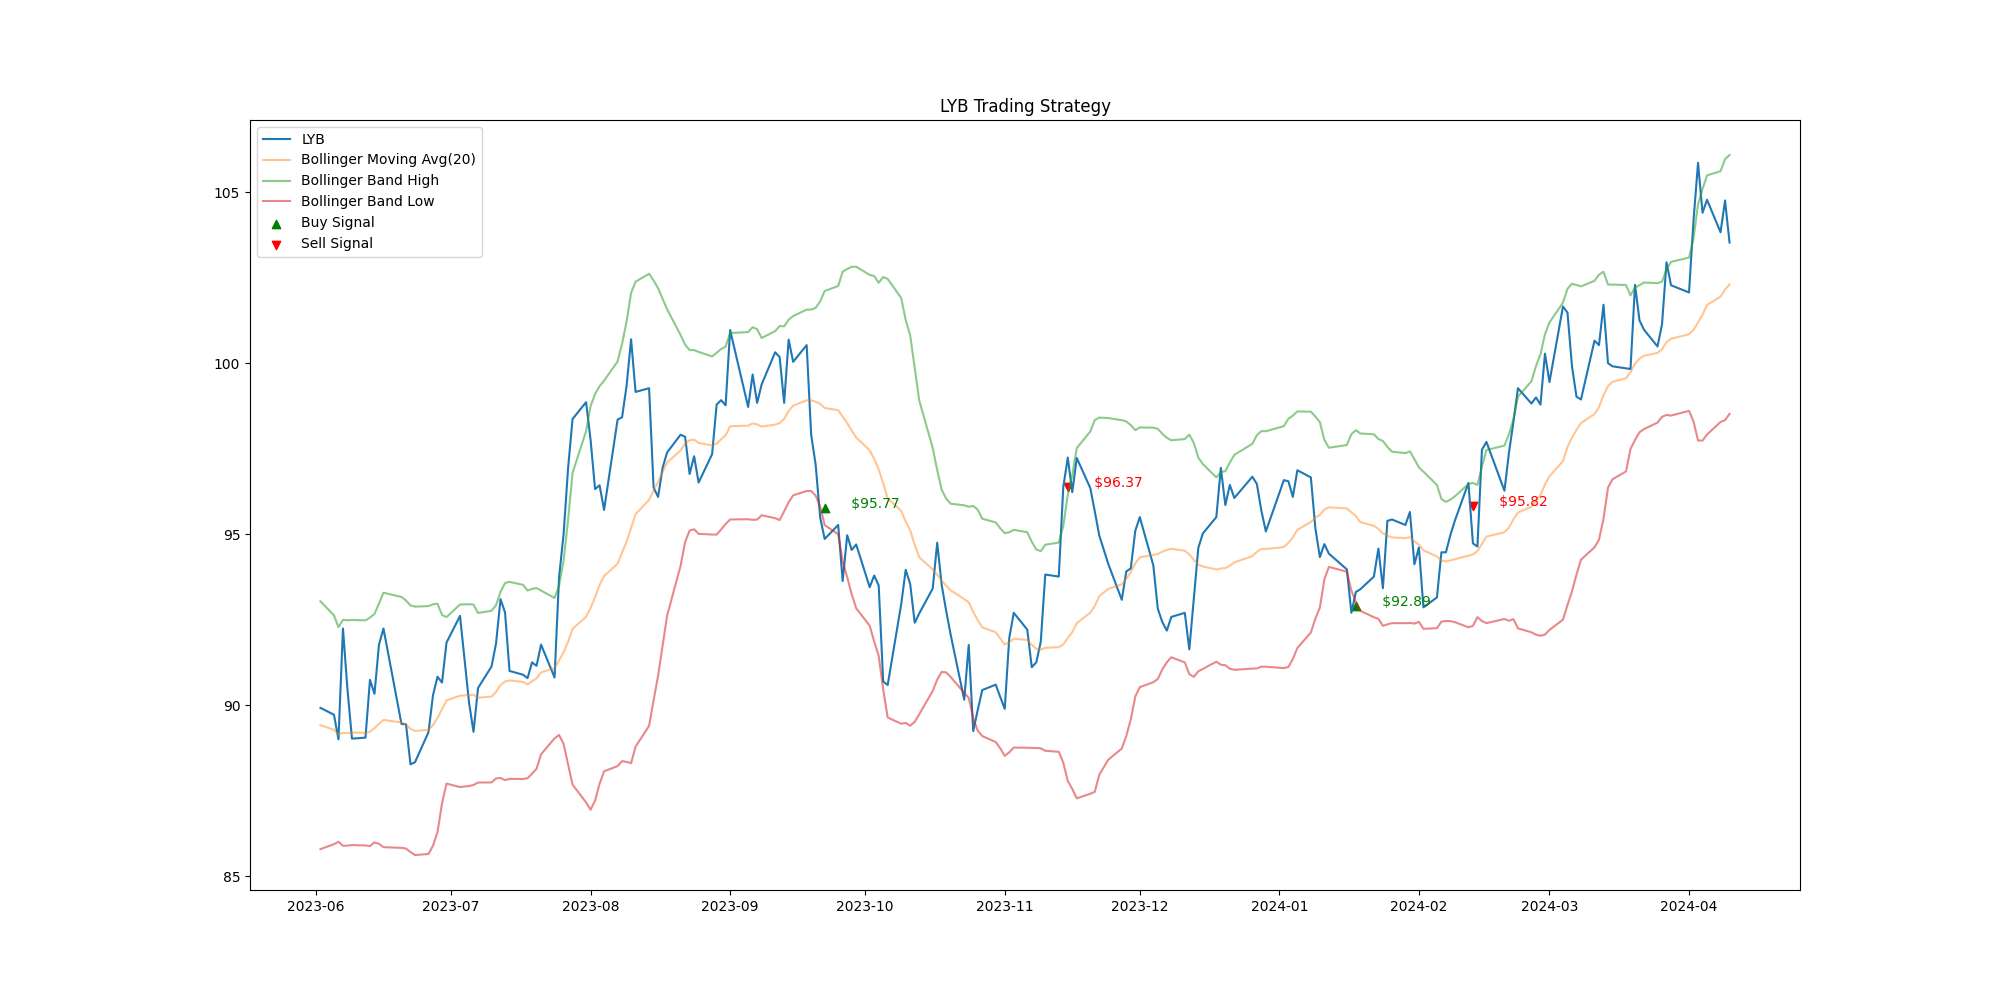 LYB Trading Strategy
LYB
Bollinger Moving Avg(20)
Bollinger Band High
Bollinger Band Low
Buy Signal
Sell Signal
105
100
95
90
85
$95.77
$96.37
$92.89
$95.82
2023-06 2023-07 2023-08 2023-09 2023-10 2023-11 2023-12 2024-01 2024-02 2024-03 2024-04